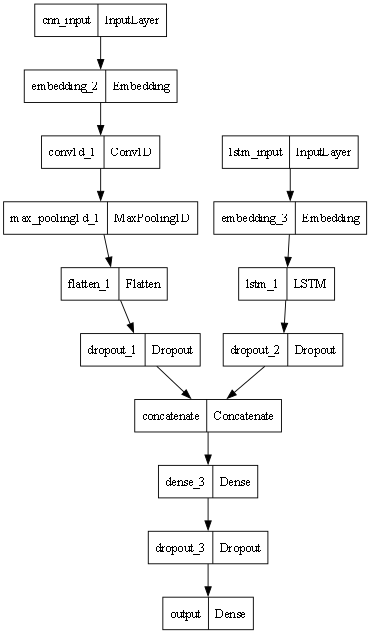 cnn_input InputLayer
embedding_2 Embedding
conv1d_1 Conv1D
lstm_input InputLayer
max_pooling1d_1 MaxPooling1D
embedding_3 Embedding
flatten_1 Flatten
lstm_1 LSTM
dropout_1 Dropout
dropout_2 Dropout
concatenate Concatenate
dense_3 Dense
dropout_3 Dropout
output Dense